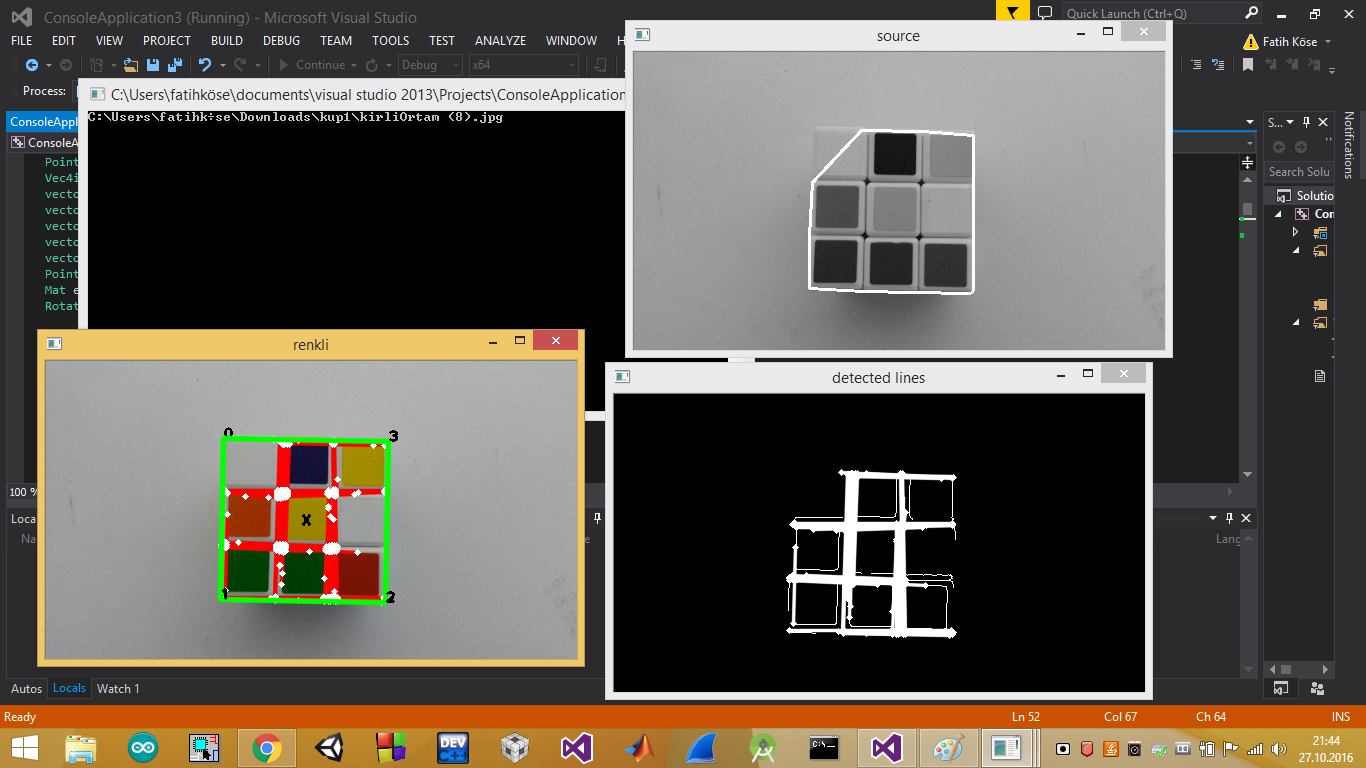 ConsoleApplication3 (Running) - Microsoft Visual Studio
Quick Launch (Ctrl+Q)
FILE EDIT VIEW PROJECT BUILD DEBUG TEAM TOOLS TEST ANALYZE WINDOW H
Fatih Köse
Continue Debug x64
Process:
C:\Users\fatihköse\documents\visual studio 2013\Projects\ConsoleApplication
C:\Users\fatihk÷se\Downloads\kup1\kirliOrtam (8).jpg
ConsoleAppl
ConsoleA
Point
Vec4i
vecto
vecto
vecto
vecto
vecto
Point
Mat e
Rotat
source
S...
Search Solu
Solutio
Con
Notifications
renkli
0
3
X
1
2
detected lines
100 %
Loca
Na
e
Lang
Autos Locals Watch 1
Ready
Ln 52 Col 67 Ch 64 INS
DEV
C++
21:44
27.10.2016